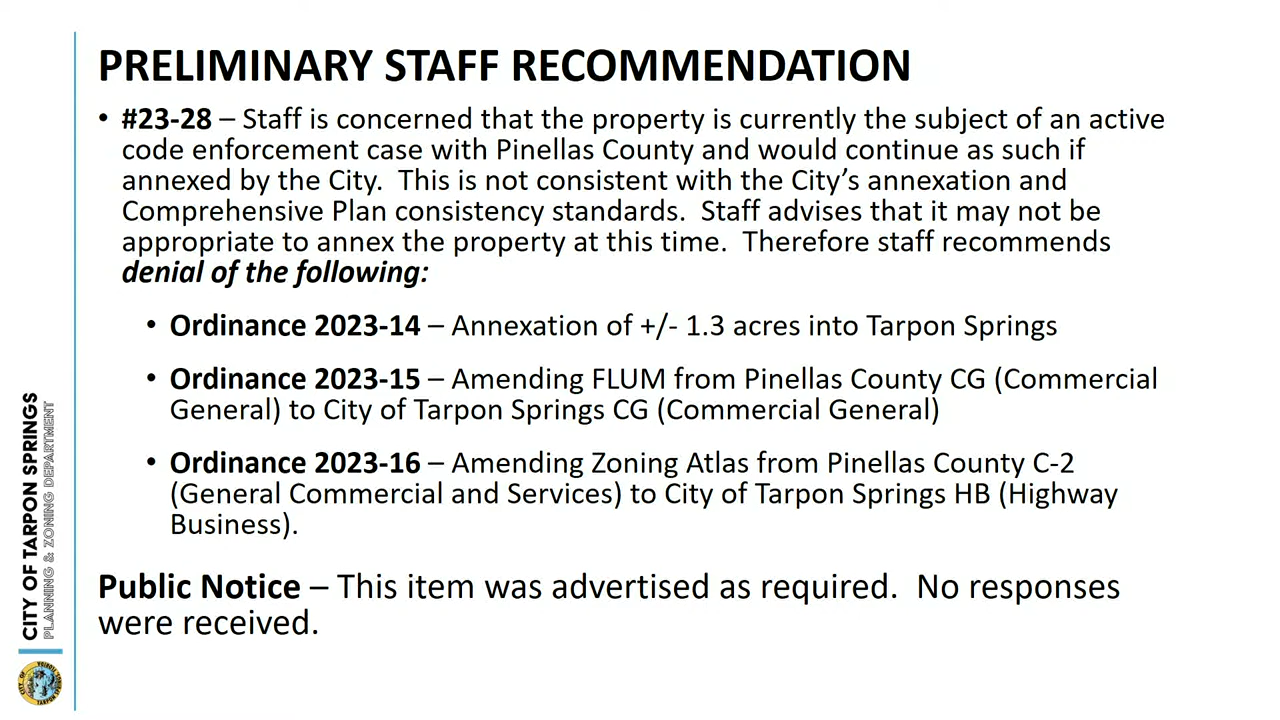 PRELIMINARY STAFF RECOMMENDATION
• #23-28 – Staff is concerned that the property is currently the subject of an active
code enforcement case with Pinellas County and would continue as such if
annexed by the City.  This is not consistent with the City’s annexation and
Comprehensive Plan consistency standards.  Staff advises that it may not be
appropriate to annex the property at this time.  Therefore staff recommends
denial of the following:
• Ordinance 2023-14 – Annexation of +/- 1.3 acres into Tarpon Springs
• Ordinance 2023-15 – Amending FLUM from Pinellas County CG (Commercial
General) to City of Tarpon Springs CG (Commercial General)
• Ordinance 2023-16 – Amending Zoning Atlas from Pinellas County C-2
(General Commercial and Services) to City of Tarpon Springs HB (Highway
Business).
Public Notice – This item was advertised as required.  No responses
were received.
CITY OF TARPON SPRINGS
PLANNING & ZONING DEPARTMENT